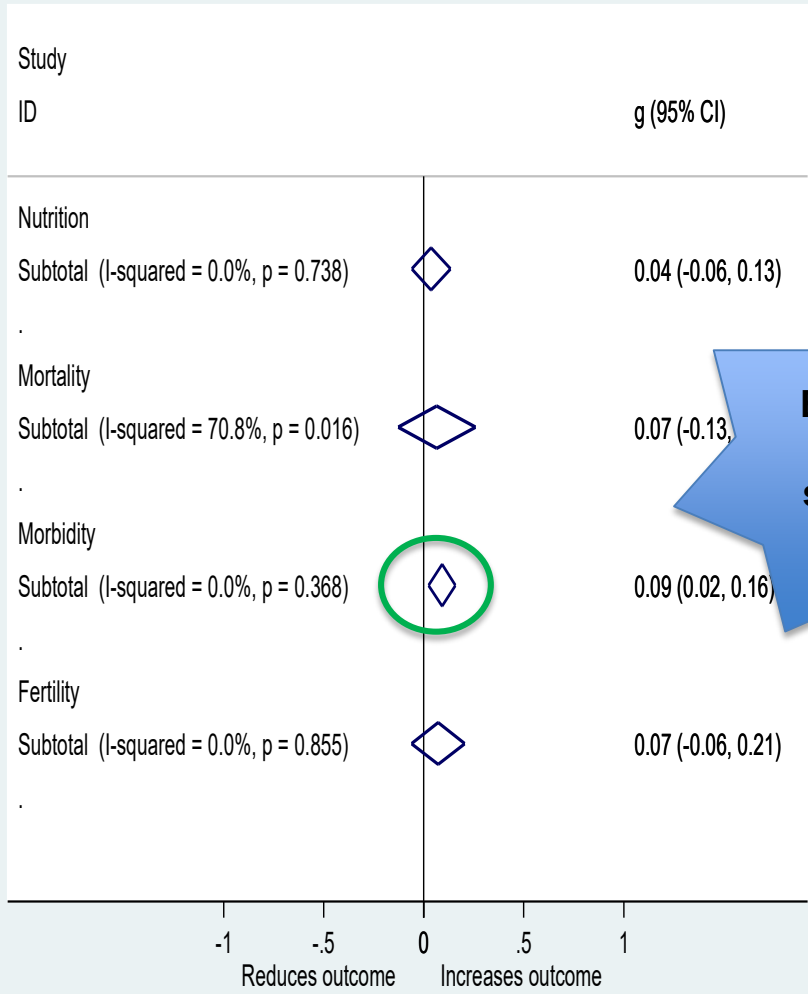 Study
ID g (95% CI)
Nutrition
Subtotal (I-squared = 0.0%, p = 0.738) 0.04 (-0.06, 0.13)
.
Mortality
Subtotal (I-squared = 70.8%, p = 0.016) 0.07 (-0.13,
.
Morbidity
Subtotal (I-squared = 0.0%, p = 0.368) 0.09 (0.02, 0.16)
.
Fertility
Subtotal (I-squared = 0.0%, p = 0.855) 0.07 (-0.06, 0.21)
.
-1 -.5 0 .5 1
Reduces outcome Increases outcome